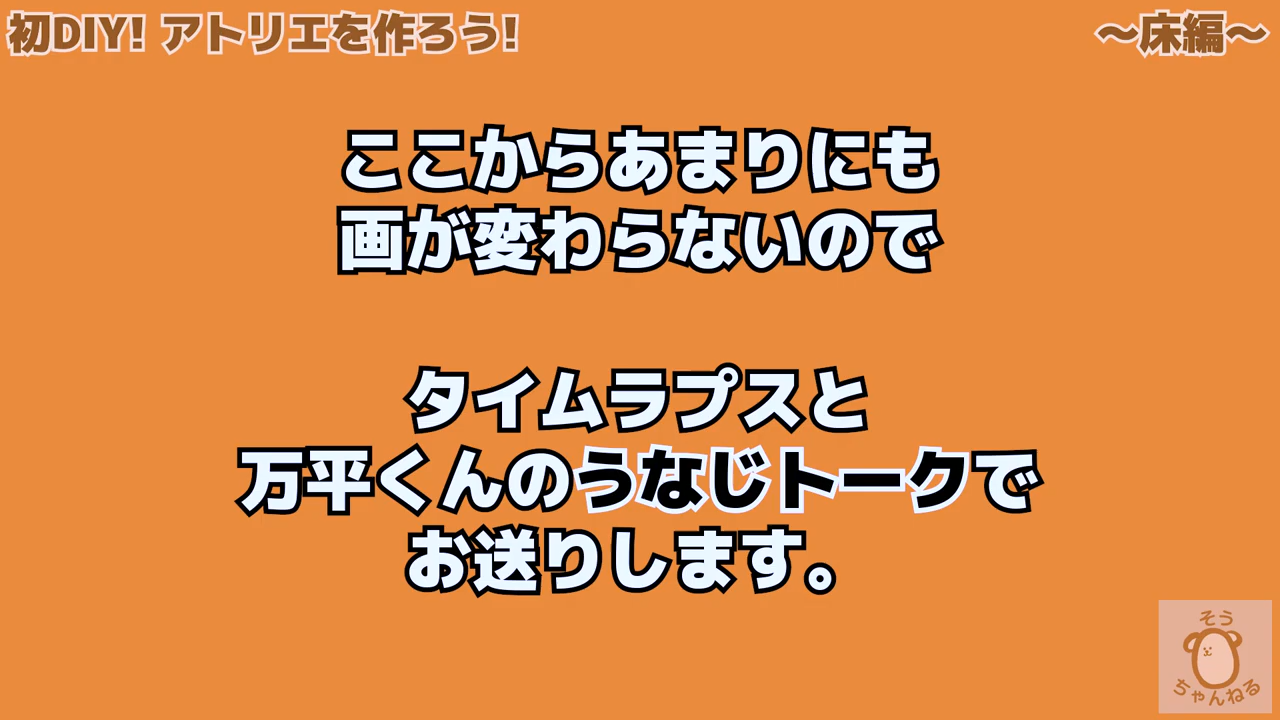 初DIY! アトリエを作ろう!
〜床編〜
ここからあまりにも
画が変わらないので
タイムラプスと
万平くんのうなじトークで
お送りします。
そう
ちゃんねる